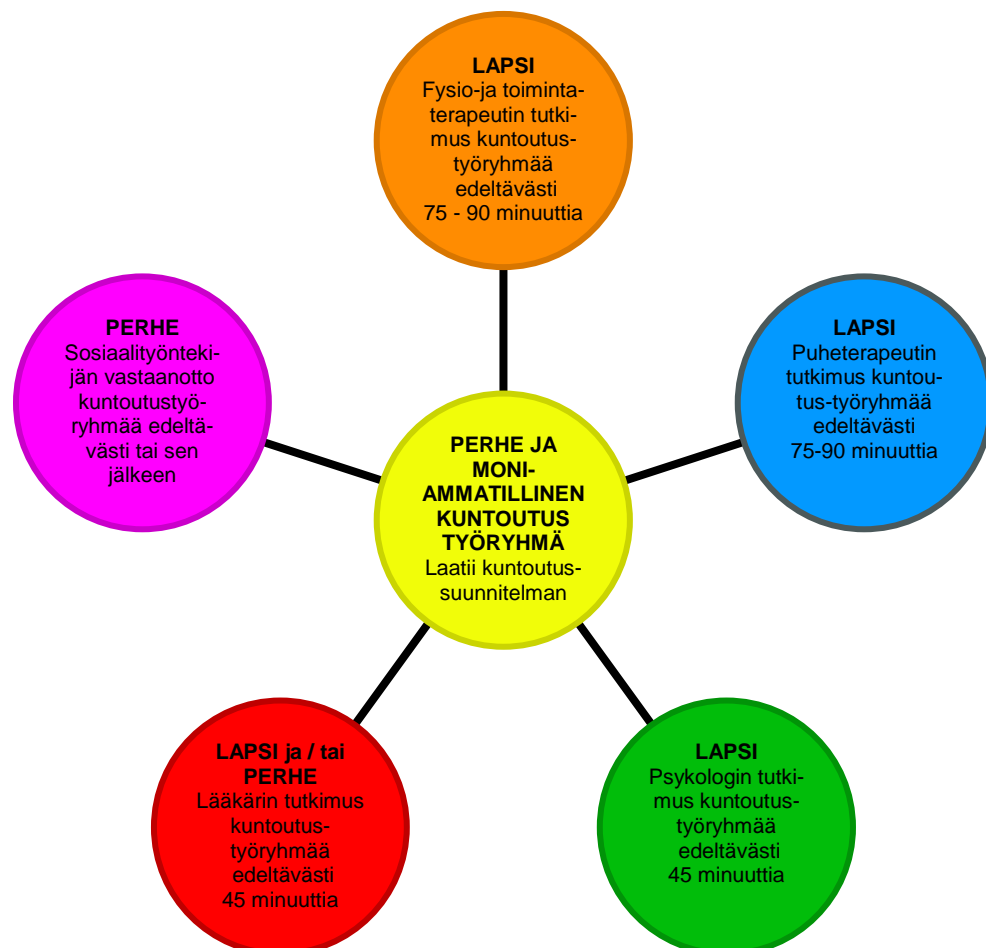 LAPSI
Fysio-ja toiminta-
terapeutin tutki-
mus kuntoutus-
työryhmää
edeltävästi
75 - 90 minuuttia
PERHE
Sosiaalityönteki-
jän vastaanotto
kuntoutustyö-
ryhmää edeltä-
västi tai sen
jälkeen
LAPSI
Puheterapeutin
tutkimus kuntou-
tus-työryhmää
edeltävästi
75-90 minuuttia
PERHE JA
MONI-
AMMATILLINEN
KUNTOUTUS
TYÖRYHMÄ
Laatii kuntoutus-
suunnitelman
LAPSI ja / tai
PERHE
Lääkärin tutkimus
kuntoutus-
työryhmää
edeltävästi
45 minuuttia
LAPSI
Psykologin tutki-
mus kuntoutus-
työryhmää
edeltävästi
45 minuuttia